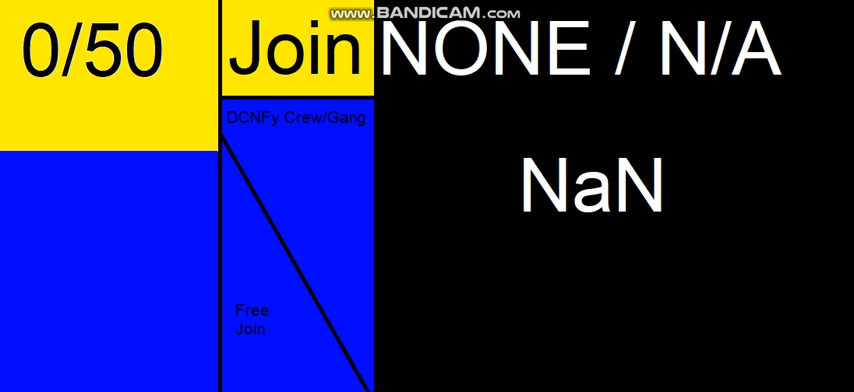 www.BANDICAM.com
0/50
Join
NONE / N/A
DCNFy Crew/Gang
NaN
Free
Join